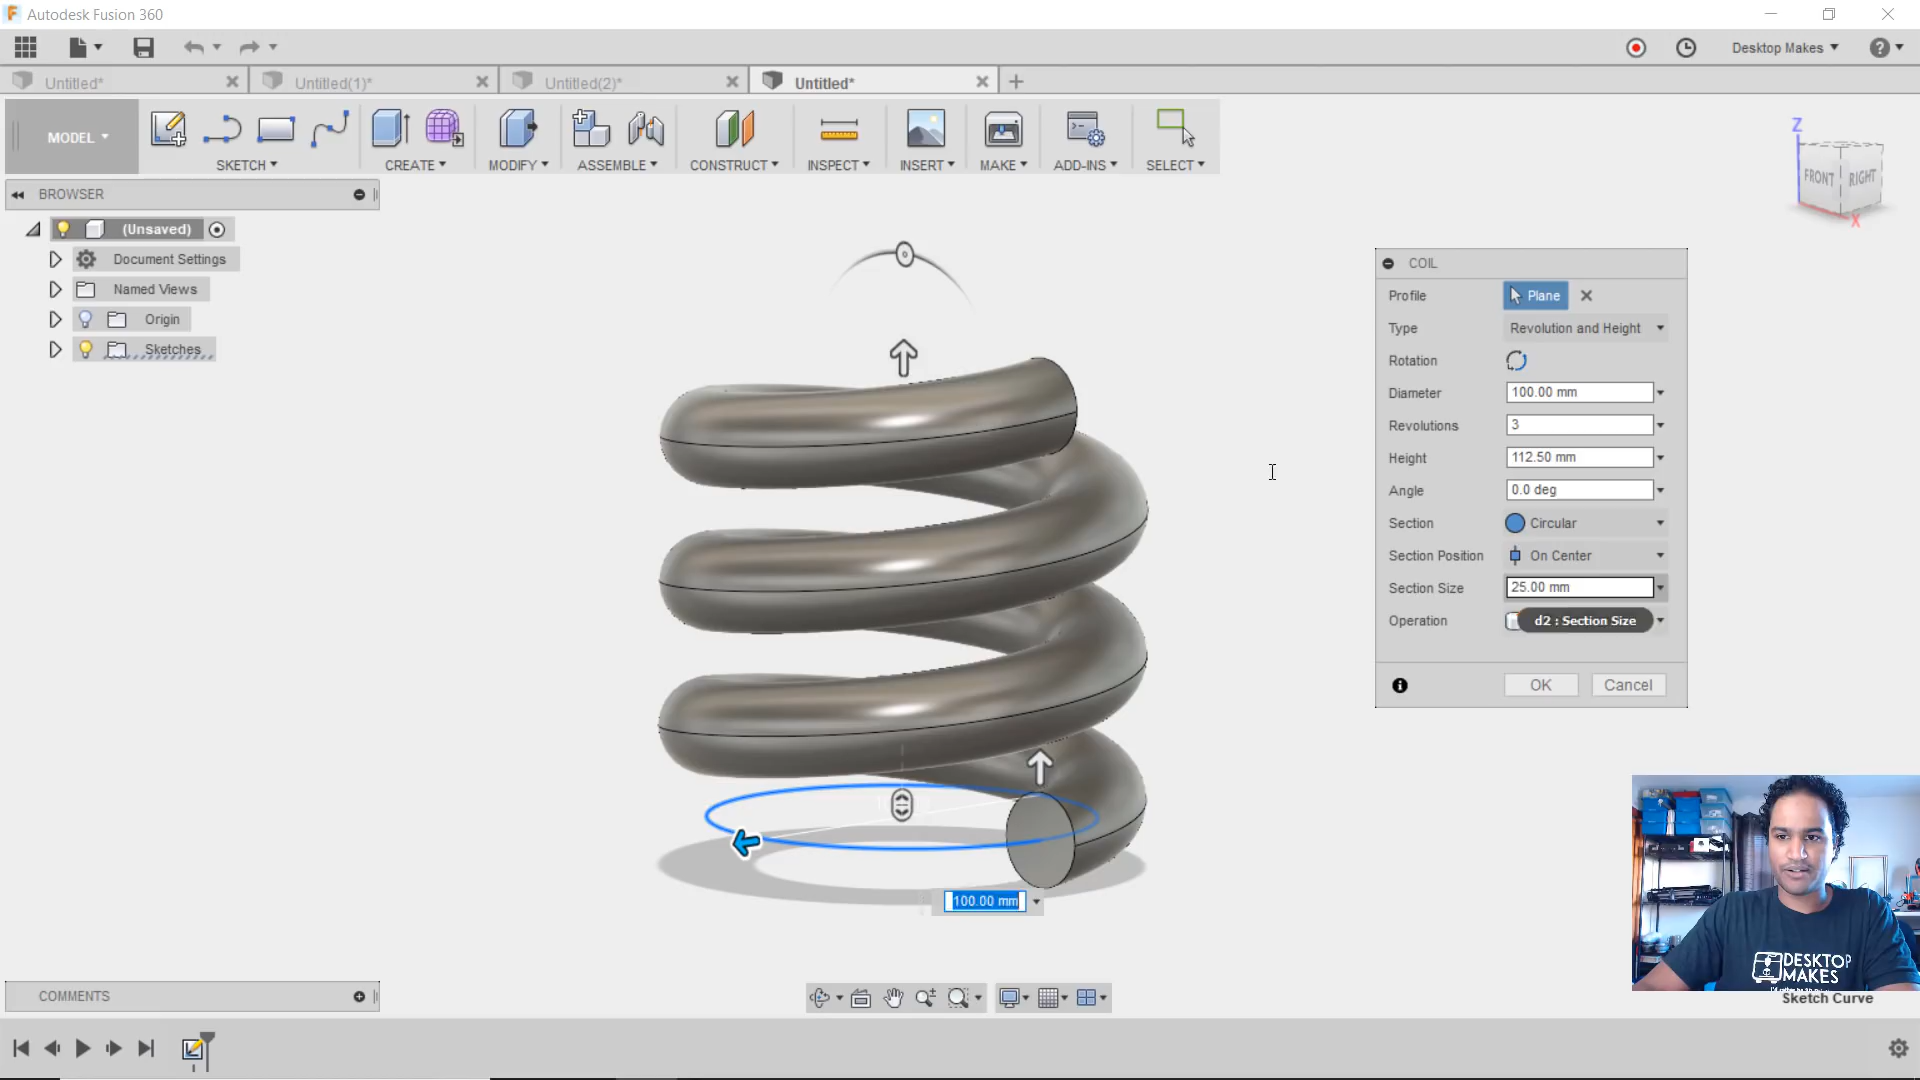 Autodesk Fusion 360
Desktop Makes
Untitled*
Untitled(1)*
Untitled(2)*
Untitled*
MODEL
SKETCH
CREATE
MODIFY
ASSEMBLE
CONSTRUCT
INSPECT
INSERT
MAKE
ADD-INS
SELECT
Z
FRONT
RIGHT
X
BROWSER
(Unsaved)
Document Settings
Named Views
Origin
Sketches
COIL
Profile
Plane
Type
Revolution and Height
Rotation
Diameter
100.00 mm
Revolutions
3
Height
112.50 mm
Angle
0.0 deg
Section
Circular
Section Position
On Center
Section Size
25.00 mm
Operation
d2 : Section Size
OK
Cancel
100.00 mm
DESKTOP
MAKES
COMMENTS
Sketch Curve